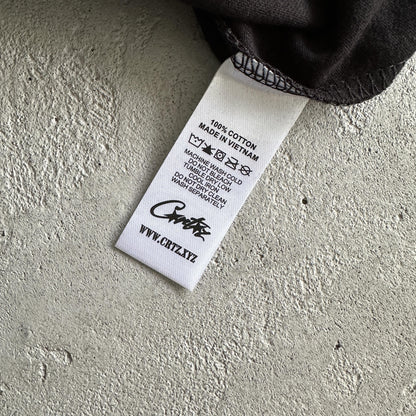 100% COTTON
MADE IN VIETNAM
MACHINE WASH COLD
DO NOT BLEACH
TUMBLE DRY LOW
COOL IRON
DO NOT DRY CLEAN
WASH SEPARATELY
Crtz
WWW.CRTZ.XYZ